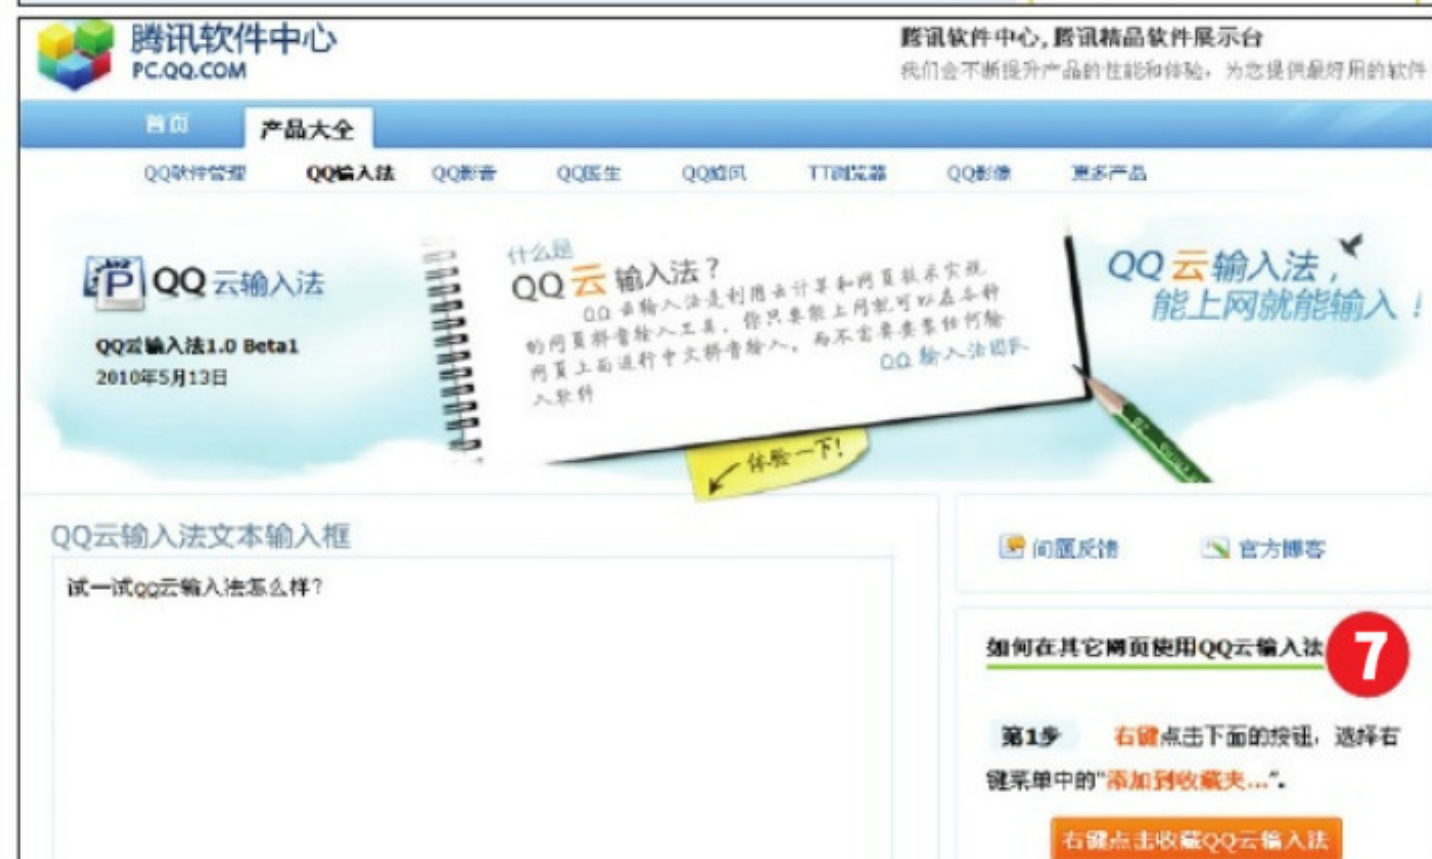 腾讯软件中心
PC.QQ.COM
腾讯软件中心,腾讯精品软件展示台
我们会不断提升产品的性能和体验，为您提供最好用的软件
首页
产品大全
QQ软件管理 QQ输入法 QQ影音 QQ医生 QQ旋风 TT浏览器 QQ影像 更多产品
QQ云输入法
QQ云输入法1.0 Beta1
2010年5月13日
什么是
QQ云输入法？
QQ云输入法是利用云计算和网页技术实现
的网页拼音输入工具，你只要能上网就可以在各种
网页上面进行中文拼音输入，而不需要安装任何输
入软件
QQ 输入法团队
体验一下!
QQ云输入法，
能上网就能输入！
QQ云输入法文本输入框
试一试qq云输入法怎么样？
问题反馈 官方博客
如何在其它网页使用QQ云输入法
7
第1步 右键点击下面的按钮，选择右
键菜单中的"添加到收藏夹..."。
右键点击收藏QQ云输入法